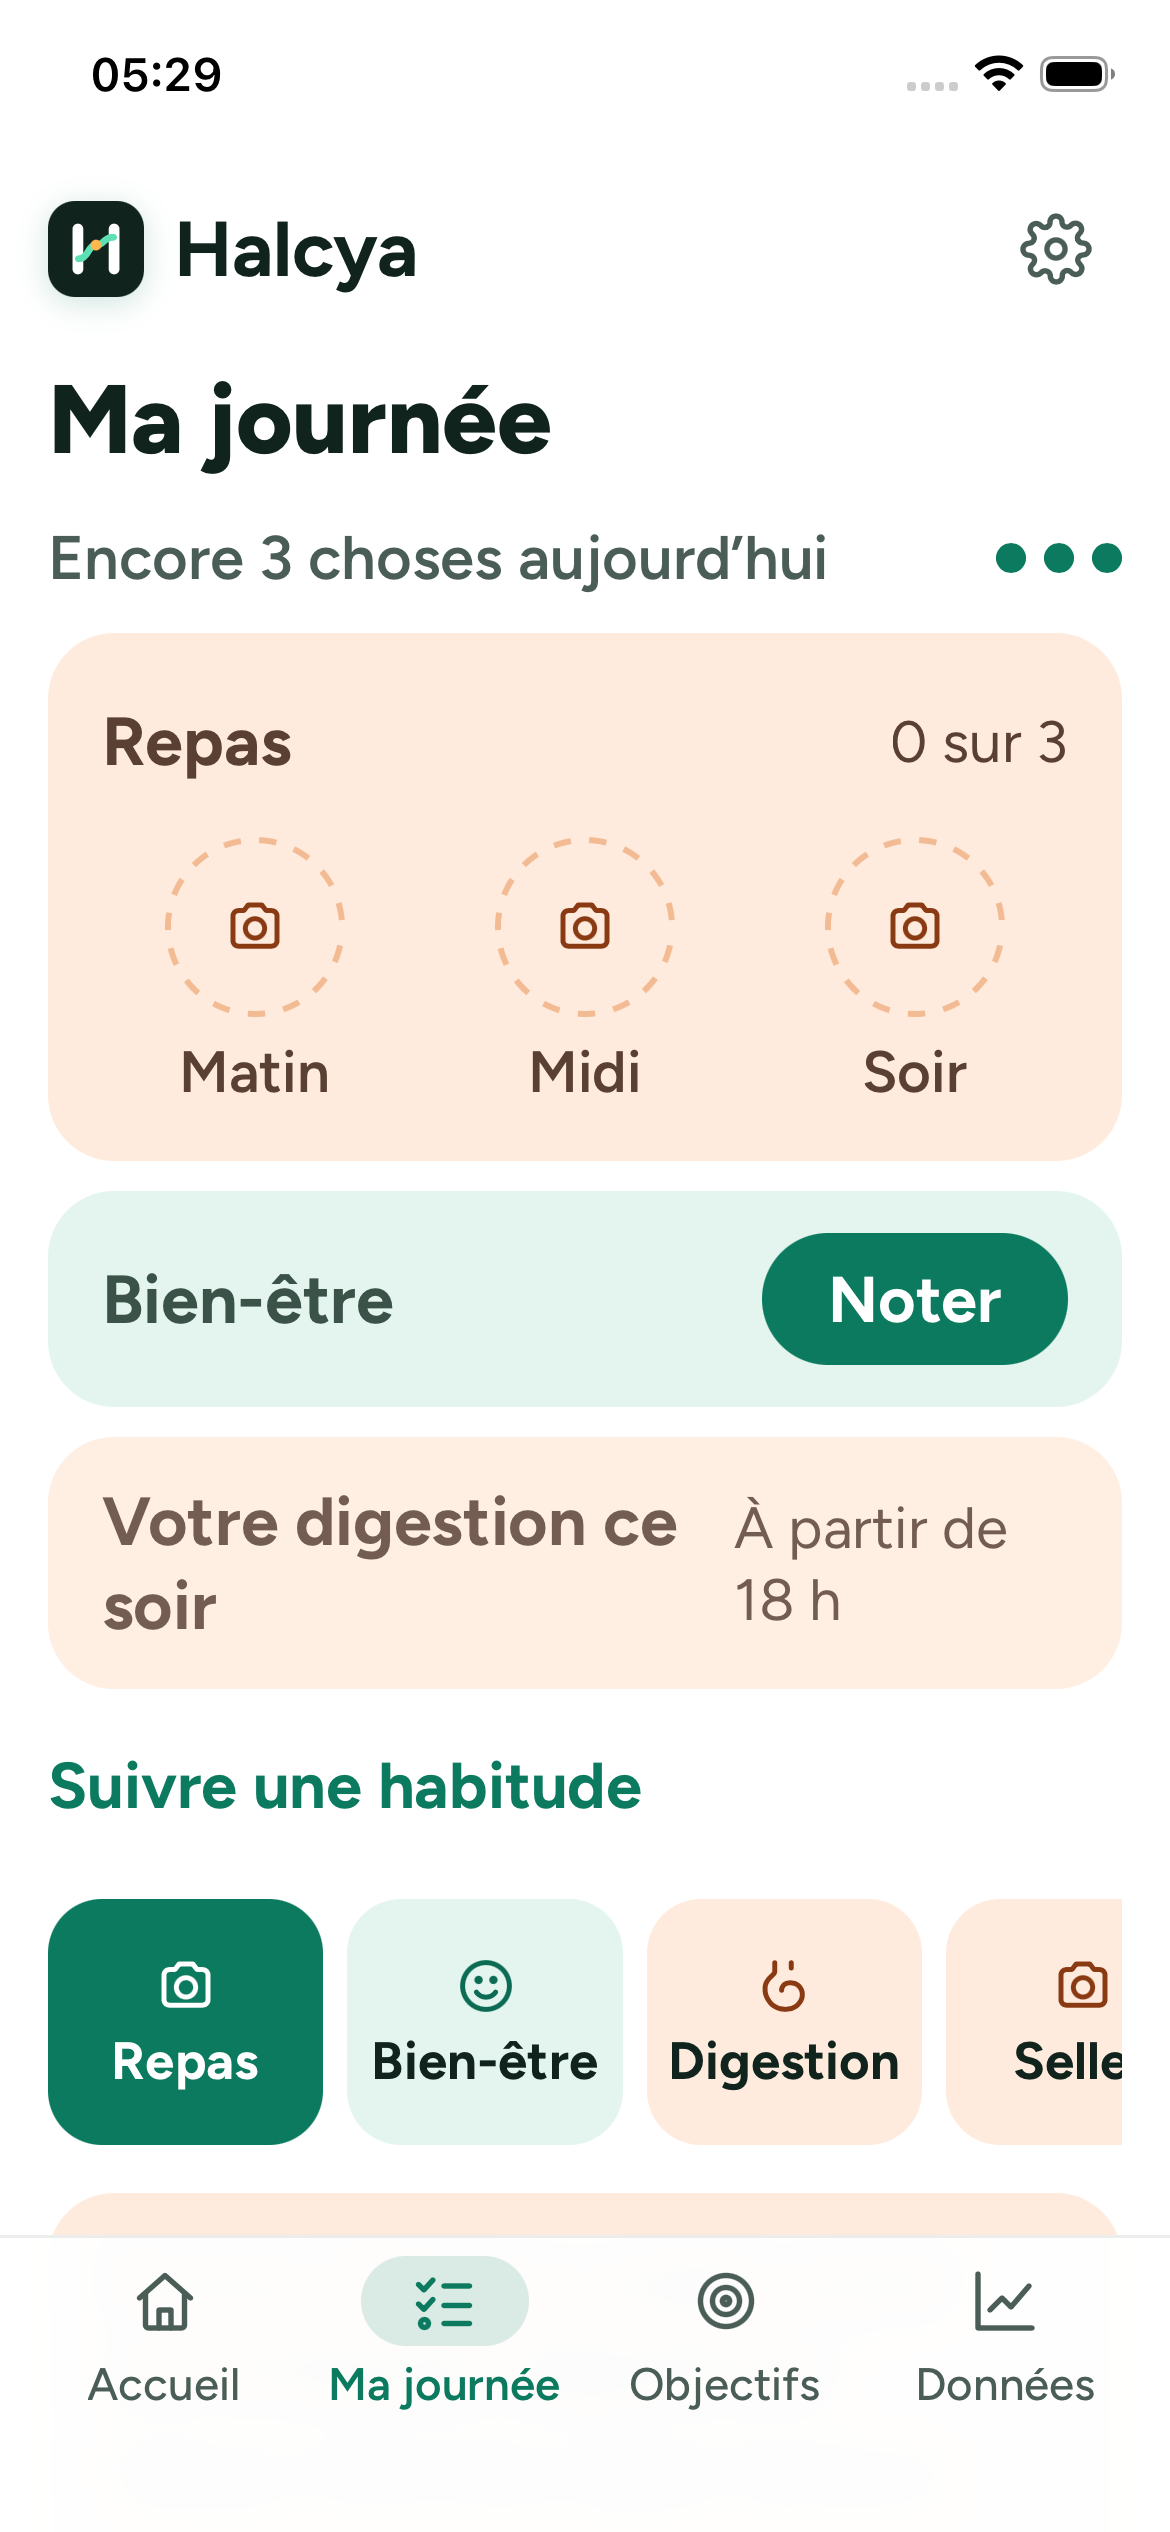 05:29
Halcya
Ma journée
Encore 3 choses aujourd’hui
Repas
0 sur 3
Matin
Midi
Soir
Bien-être
Noter
Votre digestion ce
soir
À partir de
18 h
Suivre une habitude
Repas
Bien-être
Digestion
Selle
Accueil
Ma journée
Objectifs
Données